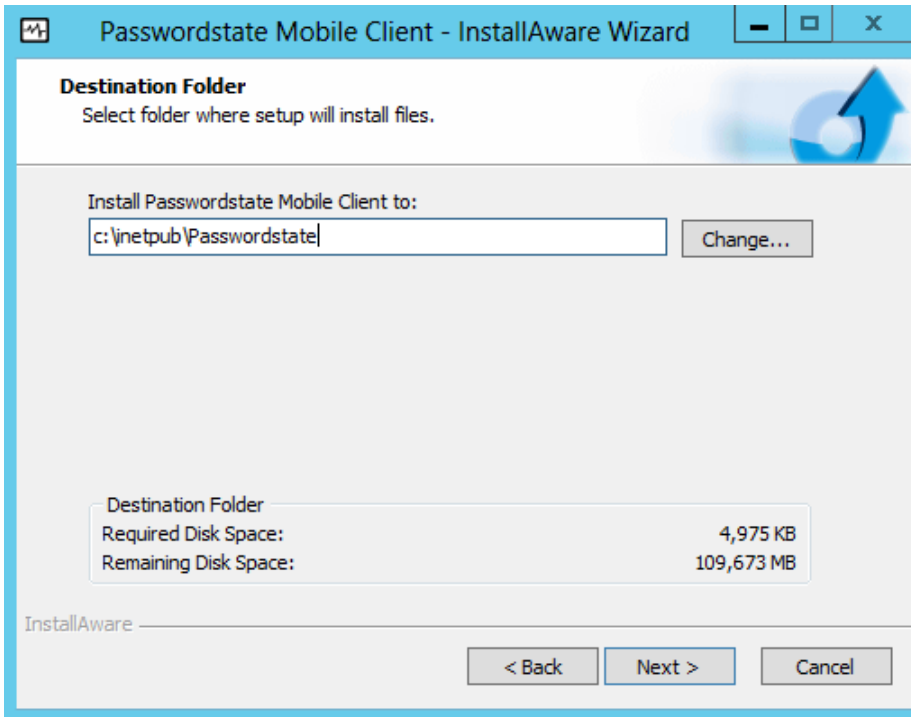 Passwordstate Mobile Client - InstallAware Wizard
Destination Folder
Select folder where setup will install files.
Install Passwordstate Mobile Client to:
c:\inetpub\Passwordstate
Change...
Destination Folder
Required Disk Space: 4,975 KB
Remaining Disk Space: 109,673 MB
InstallAware
< Back Next > Cancel